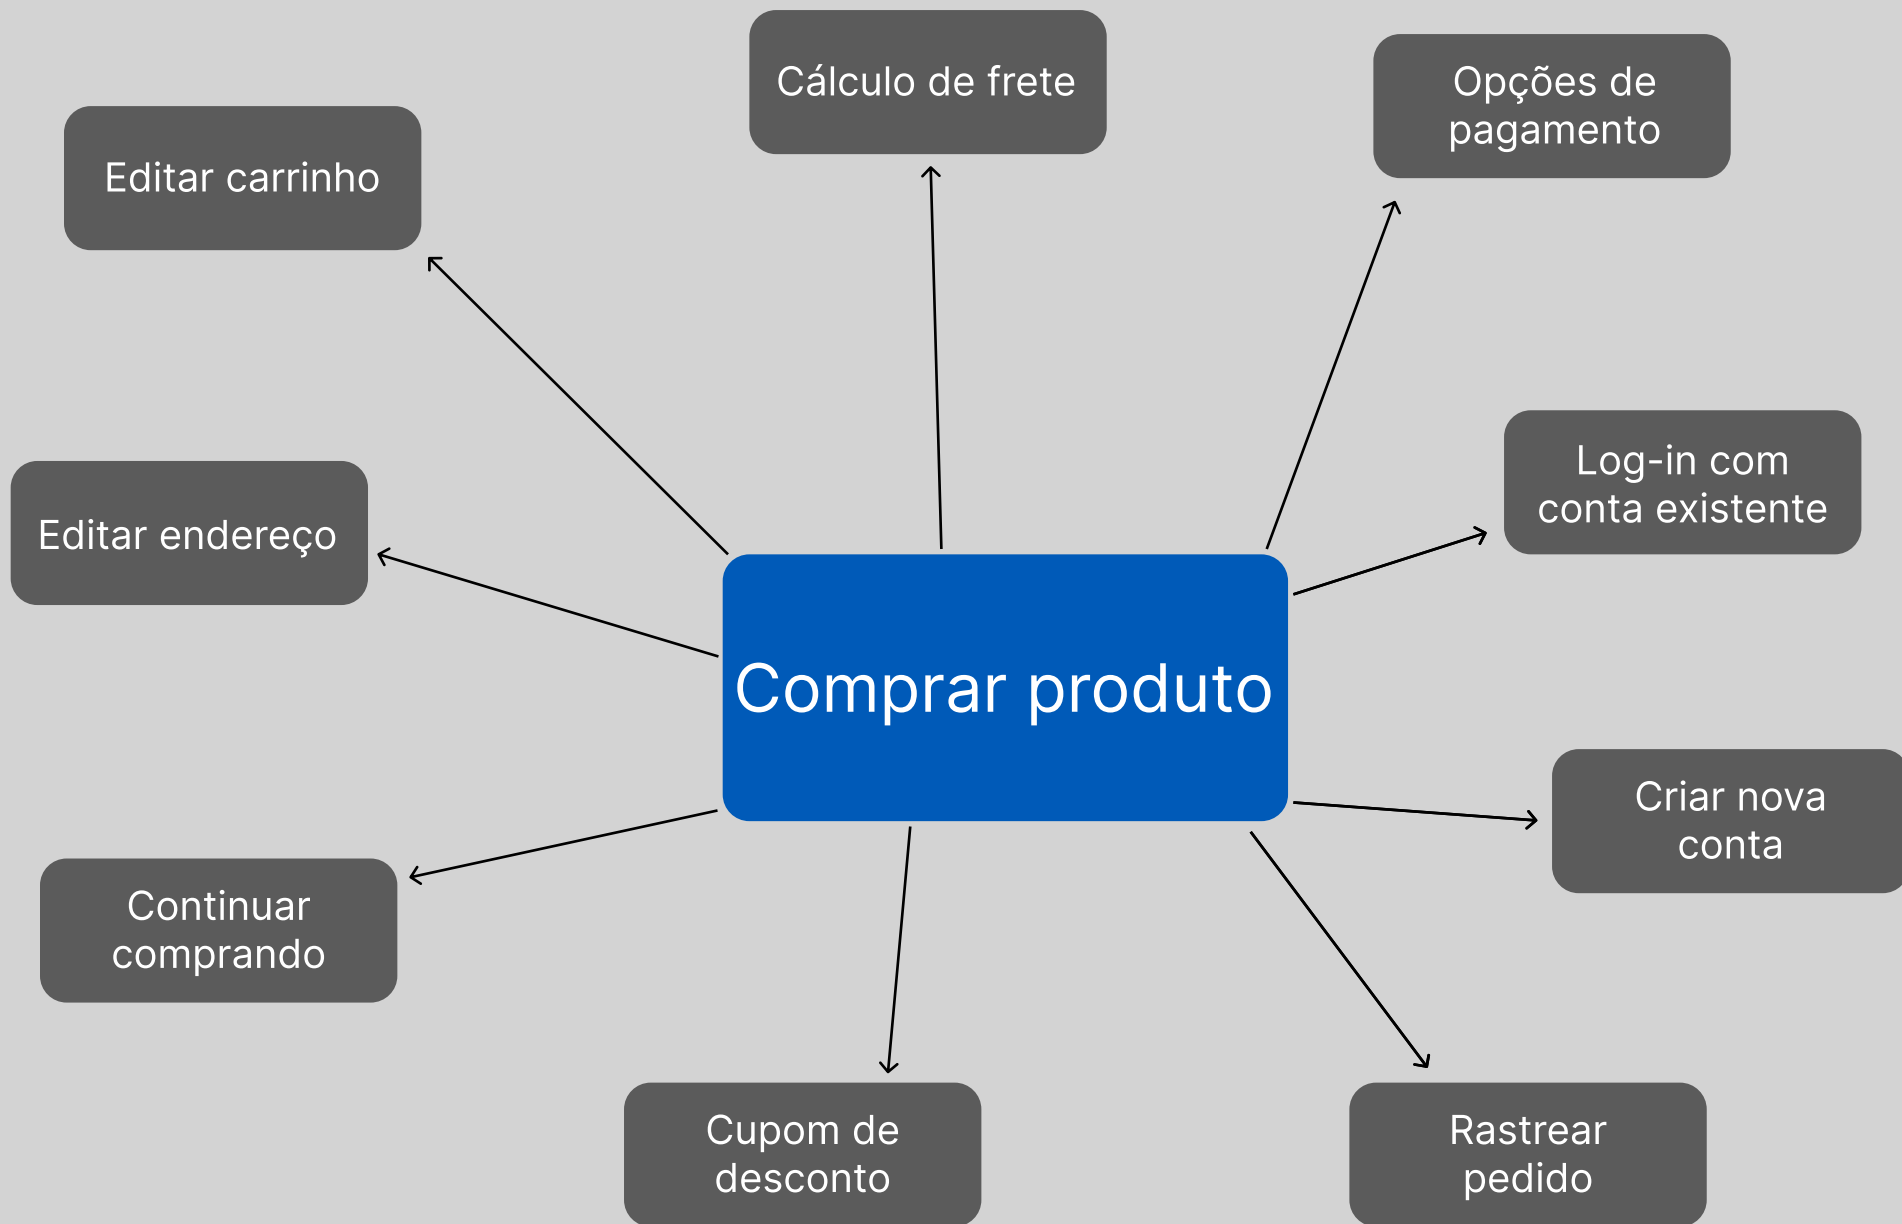 Cálculo de frete
Opções de
pagamento
Editar carrinho
Log-in com
conta existente
Editar endereço
Comprar produto
Criar nova
conta
Continuar
comprando
Cupom de
desconto
Rastrear
pedido